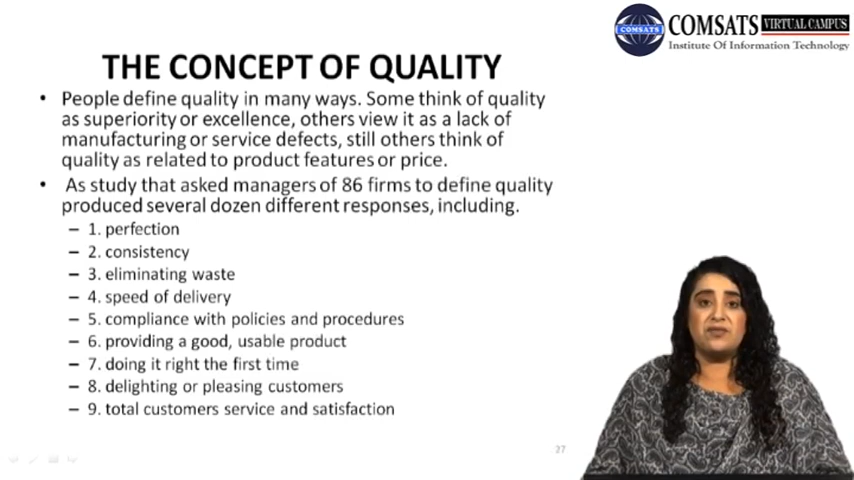 COMSATS
COMSATS VIRTUAL CAMPUS
Institute Of Information Technology
THE CONCEPT OF QUALITY
• People define quality in many ways. Some think of quality
as superiority or excellence, others view it as a lack of
manufacturing or service defects, still others think of
quality as related to product features or price.
• As study that asked managers of 86 firms to define quality
produced several dozen different responses, including.
– 1. perfection
– 2. consistency
– 3. eliminating waste
– 4. speed of delivery
– 5. compliance with policies and procedures
– 6. providing a good, usable product
– 7. doing it right the first time
– 8. delighting or pleasing customers
– 9. total customers service and satisfaction
27